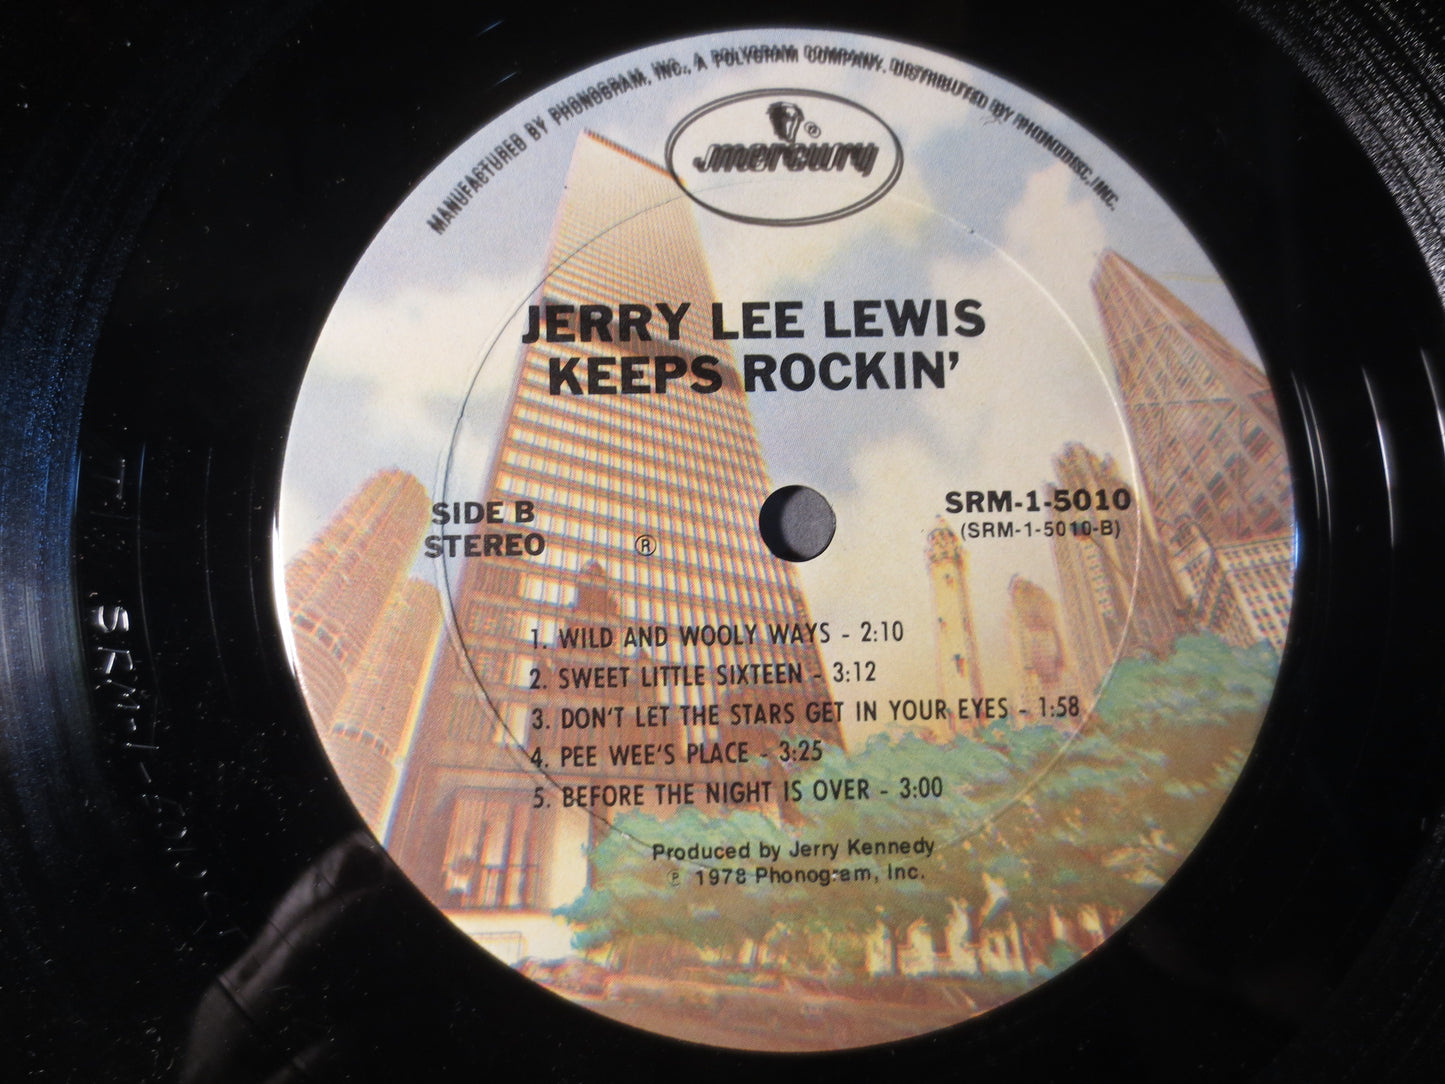 MANUFACTURED BY PHONOGRAM, INC., A POLYGRAM COMPANY. DISTRIBUTED BY PHONODISC, INC.
mercury ®
JERRY LEE LEWIS
KEEPS ROCKIN'
SIDE B
STEREO
®
SRM-1-5010
(SRM-1-5010-B)
1. WILD AND WOOLY WAYS - 2:10
2. SWEET LITTLE SIXTEEN - 3:12
3. DON'T LET THE STARS GET IN YOUR EYES - 1:58
4. PEE WEE'S PLACE - 3:25
5. BEFORE THE NIGHT IS OVER - 3:00
Produced by Jerry Kennedy
℗ 1978 Phonogram, Inc.